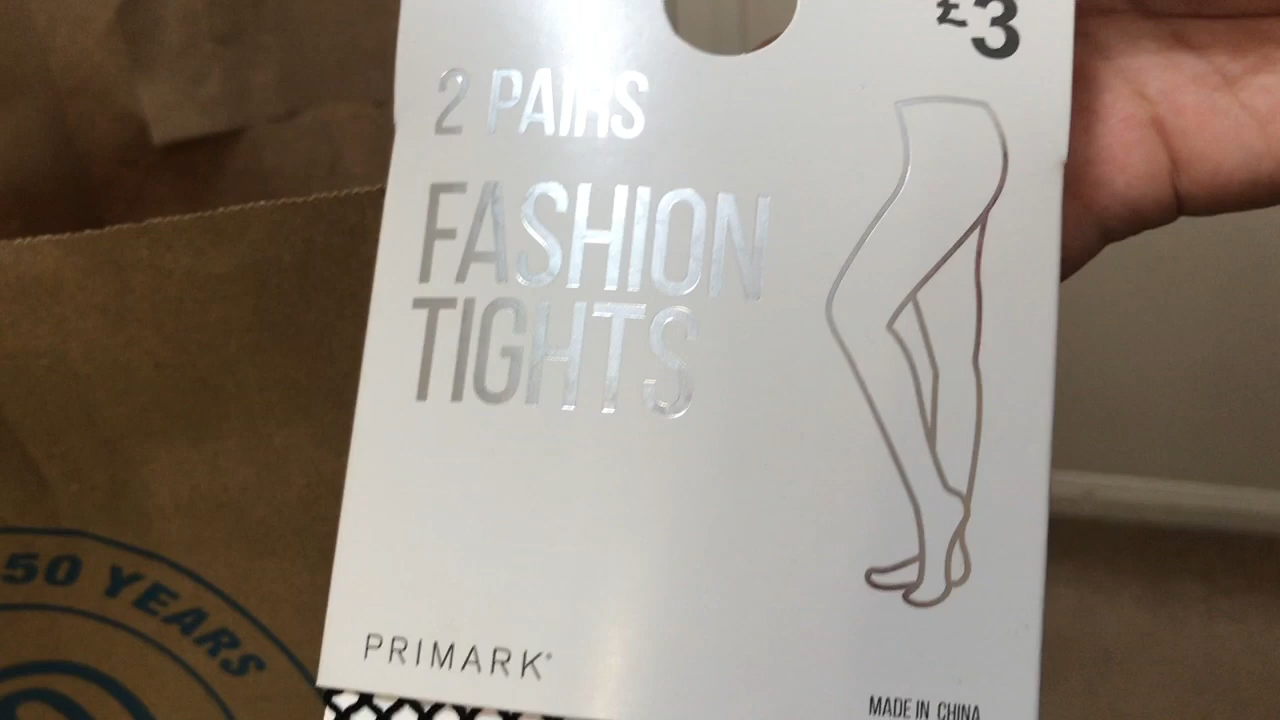 £3
2 PAIRS
FASHION
TIGHTS
50 YEARS
PRIMARK
MADE IN CHINA